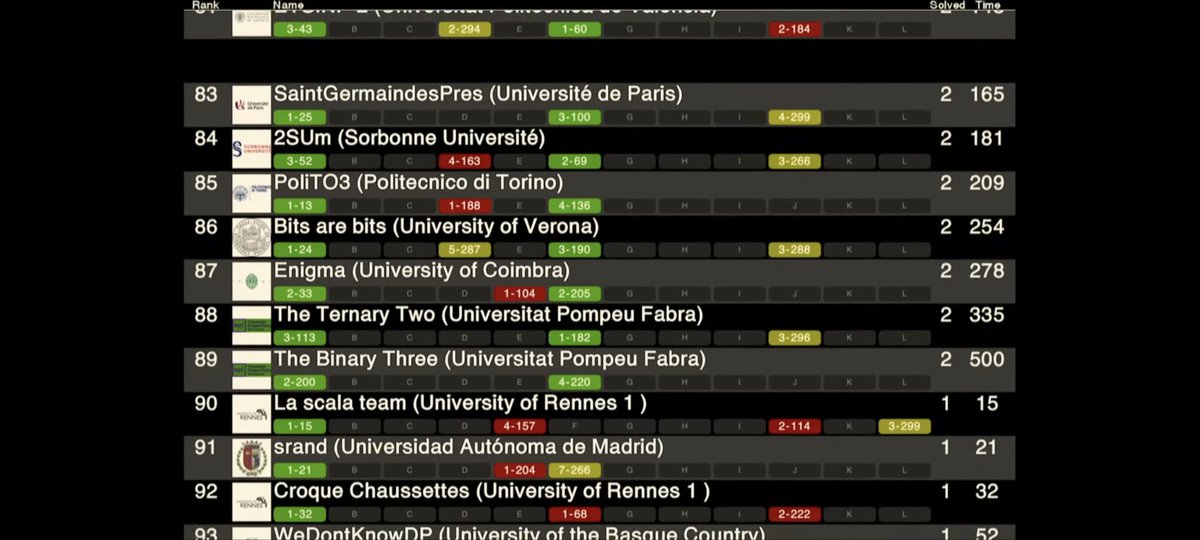 Rank Name Solved Time
3-43 B C 2-294 E 1-60 G H I 2-184 K L
83 SaintGermaindesPres (Université de Paris) 2 165
1-25 B C D E 3-100 G H I 4-299 K L
84 2SUm (Sorbonne Université) 2 181
3-52 B C 4-163 E 2-69 G H I 3-266 K L
85 PoliTO3 (Politecnico di Torino) 2 209
1-13 B C 1-188 E 4-136 G H I J K L
86 Bits are bits (University of Verona) 2 254
1-24 B C 5-287 E 3-190 G H I 3-288 K L
87 Enigma (University of Coimbra) 2 278
2-33 B C D 1-104 2-205 G H I J K L
88 The Ternary Two (Universitat Pompeu Fabra) 2 335
3-113 B C D E 1-182 G H I 3-296 K L
89 The Binary Three (Universitat Pompeu Fabra) 2 500
2-200 B C D E 4-220 G H I J K L
90 La scala team (University of Rennes 1 ) 1 15
1-15 B C D 4-157 F G H I 2-114 K 3-299
91 srand (Universidad Autónoma de Madrid) 1 21
1-21 B C D 1-204 7-266 G H I J K L
92 Croque Chaussettes (University of Rennes 1 ) 1 32
1-32 B C D E 1-68 G H I 2-222 K L
93 WeDontKnowDP (University of the Basque Country) 1 52